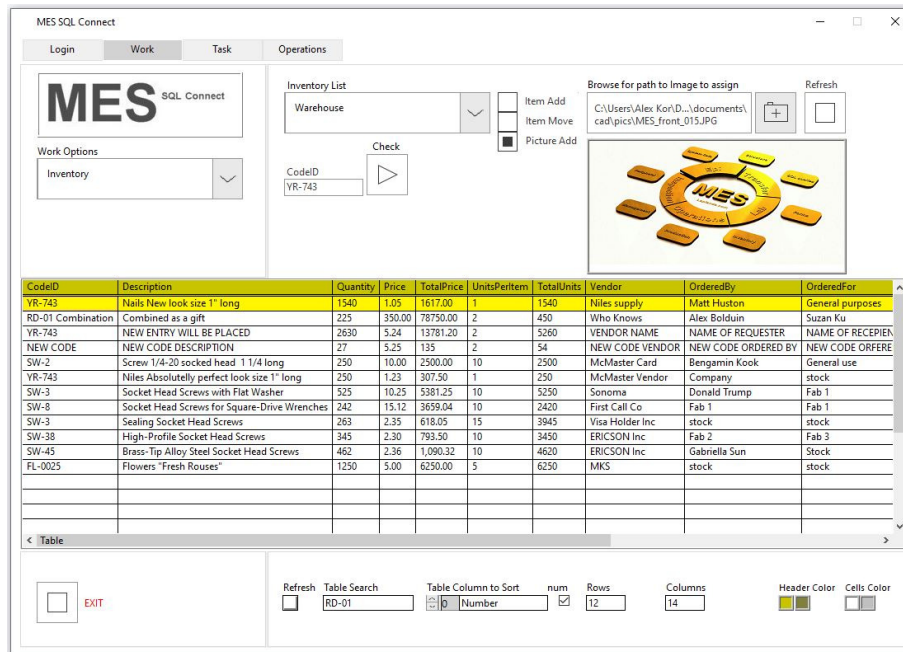 MES SQL Connect
Login Work Task Operations
MES SQL Connect
Work Options
Inventory
Inventory List
Warehouse
Item Add
Item Move
Picture Add
Check
CodeID
YR-743
Browse for path to Image to assign
C:\Users\Alex Kor\D...\documents\
cad\pics\MES_front_015.JPG
Refresh
MES
CodeID Description Quantity Price TotalPrice UnitsPerItem TotalUnits Vendor OrderedBy OrderedFor
YR-743 Nails New look size 1" long 1540 1.05 1617.00 1 1540 Niles supply Matt Huston General purposes
RD-01 Combination Combined as a gift 225 350.00 78750.00 2 450 Who Knows Alex Bolduin Suzan Ku
YR-743 NEW ENTRY WILL BE PLACED 2630 5.24 13781.20 2 5260 VENDOR NAME NAME OF REQUESTER NAME OF RECEPIEN
NEW CODE NEW CODE DESCRIPTION 27 5.25 135 2 54 NEW CODE VENDOR NEW CODE ORDERED BY NEW CODE ORFERE
SW-2 Screw 1/4-20 socked head 1 1/4 long 250 10.00 2500.00 10 2500 McMaster Card Bengamin Kook General use
YR-743 Niles Absolutelly perfect look size 1" long 250 1.23 307.50 1 250 McMaster Vendor Company stock
SW-3 Socket Head Screws with Flat Washer 525 10.25 5381.25 10 5250 Sonoma Donald Trump Fab 1
SW-8 Socket Head Screws for Square-Drive Wrenches 242 15.12 3659.04 10 2420 First Call Co Fab 1 Fab 1
SW-3 Sealing Socket Head Screws 263 2.35 618.05 15 3945 Visa Holder Inc stock stock
SW-38 High-Profile Socket Head Screws 345 2.30 793.50 10 3450 ERICSON Inc Fab 2 Fab 3
SW-45 Brass-Tip Alloy Steel Socket Head Screws 462 2.36 1,090.32 10 4620 ERICSON Inc Gabriella Sun Stock
FL-0025 Flowers "Fresh Rouses" 1250 5.00 6250.00 5 6250 MKS stock stock
Table
EXIT
Refresh Table Search Table Column to Sort num Rows Columns Header Color Cells Color
RD-01 0 Number 12 14